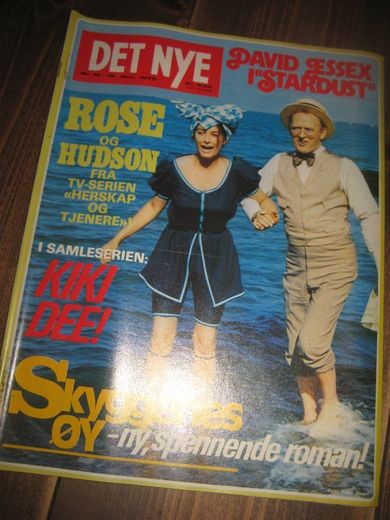 DET NYE
DAVID ESSEX
I "STARDUST"
ROSE
OG
HUDSON
FRA
TV-SERIEN
«HERSKAP
OG
TJENERE»!
I SAMLESERIEN:
KIKI
DEE!
Skyggenes
ØY - ny, spennende roman!